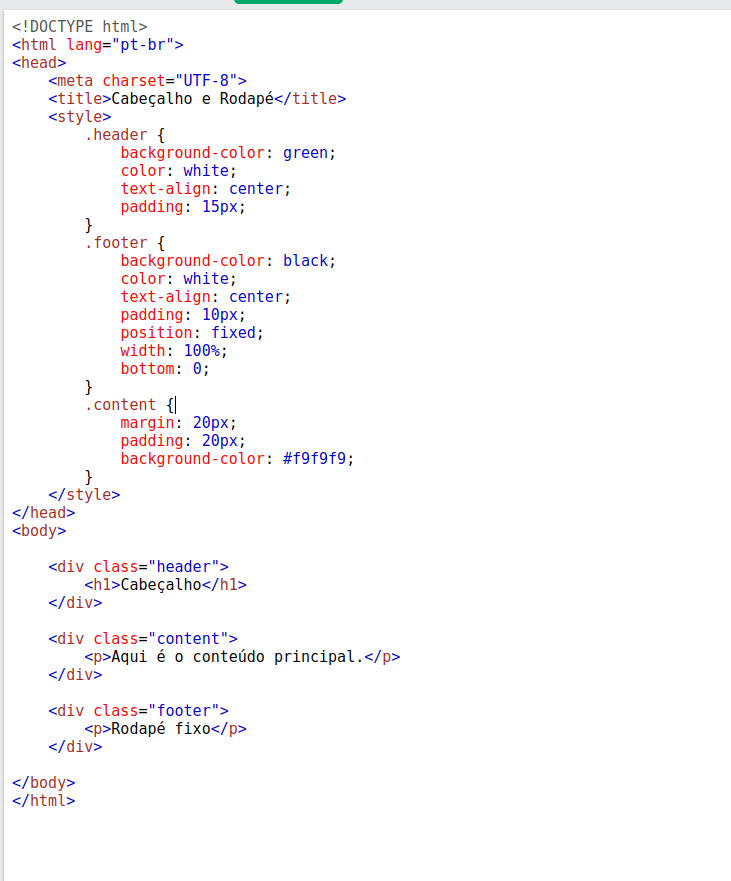 <!DOCTYPE html>
<html lang="pt-br">
<head>
    <meta charset="UTF-8">
    <title>Cabeçalho e Rodapé</title>
    <style>
        .header {
            background-color: green;
            color: white;
            text-align: center;
            padding: 15px;
        }
        .footer {
            background-color: black;
            color: white;
            text-align: center;
            padding: 10px;
            position: fixed;
            width: 100%;
            bottom: 0;
        }
        .content {
            margin: 20px;
            padding: 20px;
            background-color: #f9f9f9;
        }
    </style>
</head>
<body>

    <div class="header">
        <h1>Cabeçalho</h1>
    </div>

    <div class="content">
        <p>Aqui é o conteúdo principal.</p>
    </div>

    <div class="footer">
        <p>Rodapé fixo</p>
    </div>

</body>
</html>